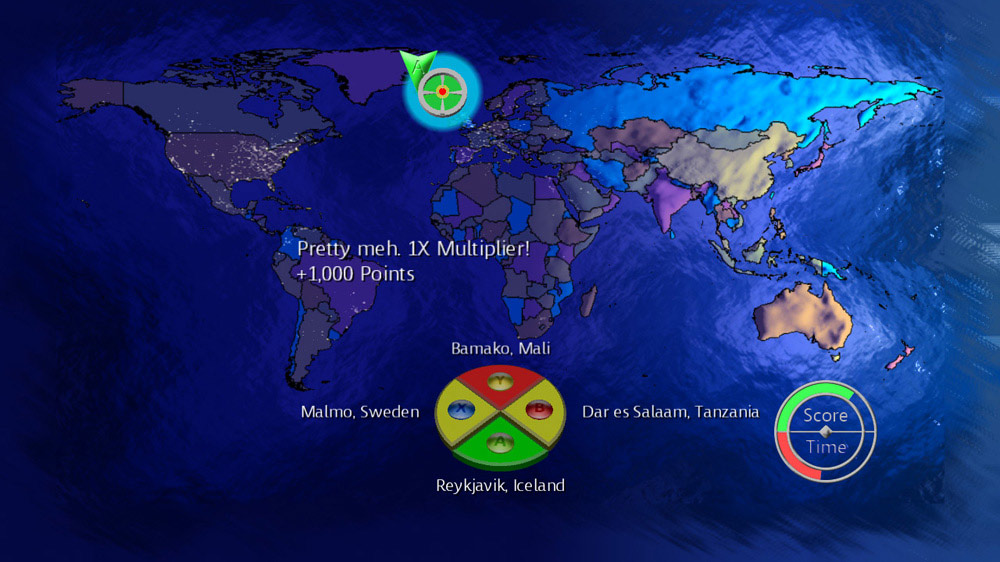 A
Pretty meh. 1X Multiplier!
+1,000 Points
Bamako, Mali
Y
Malmo, Sweden
X
B
Dar es Salaam, Tanzania
A
Reykjavik, Iceland
Score
Time